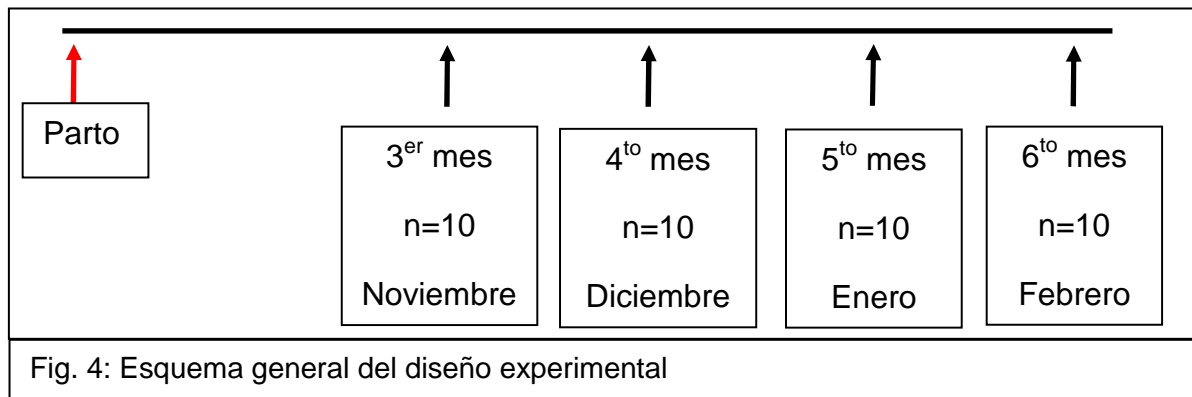 Parto
3er mes
n=10
Noviembre
4to mes
n=10
Diciembre
5to mes
n=10
Enero
6to mes
n=10
Febrero
Fig. 4: Esquema general del diseño experimental